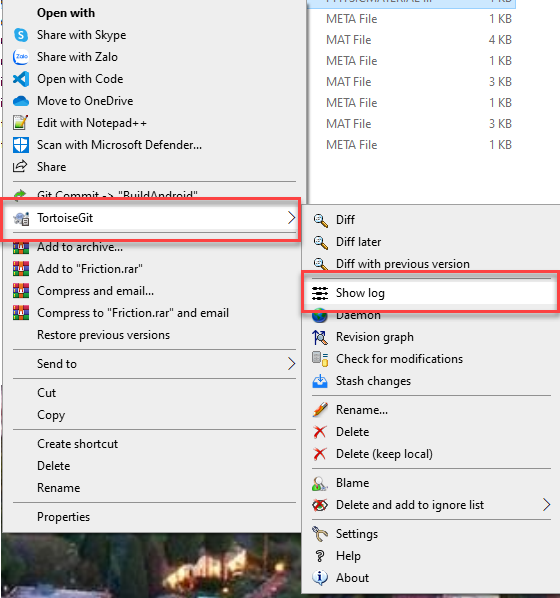 Open with
Share with Skype
Share with Zalo
Open with Code
Move to OneDrive
Edit with Notepad++
Scan with Microsoft Defender...
Share
Git Commit -> "BuildAndroid"
TortoiseGit
Add to archive...
Add to "Friction.rar"
Compress and email...
Compress to "Friction.rar" and email
Restore previous versions
Send to
Cut
Copy
Create shortcut
Delete
Rename
Properties
META File 1 KB
MAT File 4 KB
META File 1 KB
MAT File 3 KB
META File 1 KB
MAT File 3 KB
META File 1 KB
Diff
Diff later
Diff with previous version
Show log
Daemon
Revision graph
Check for modifications
Stash changes
Rename...
Delete
Delete (keep local)
Blame
Delete and add to ignore list
Settings
Help
About